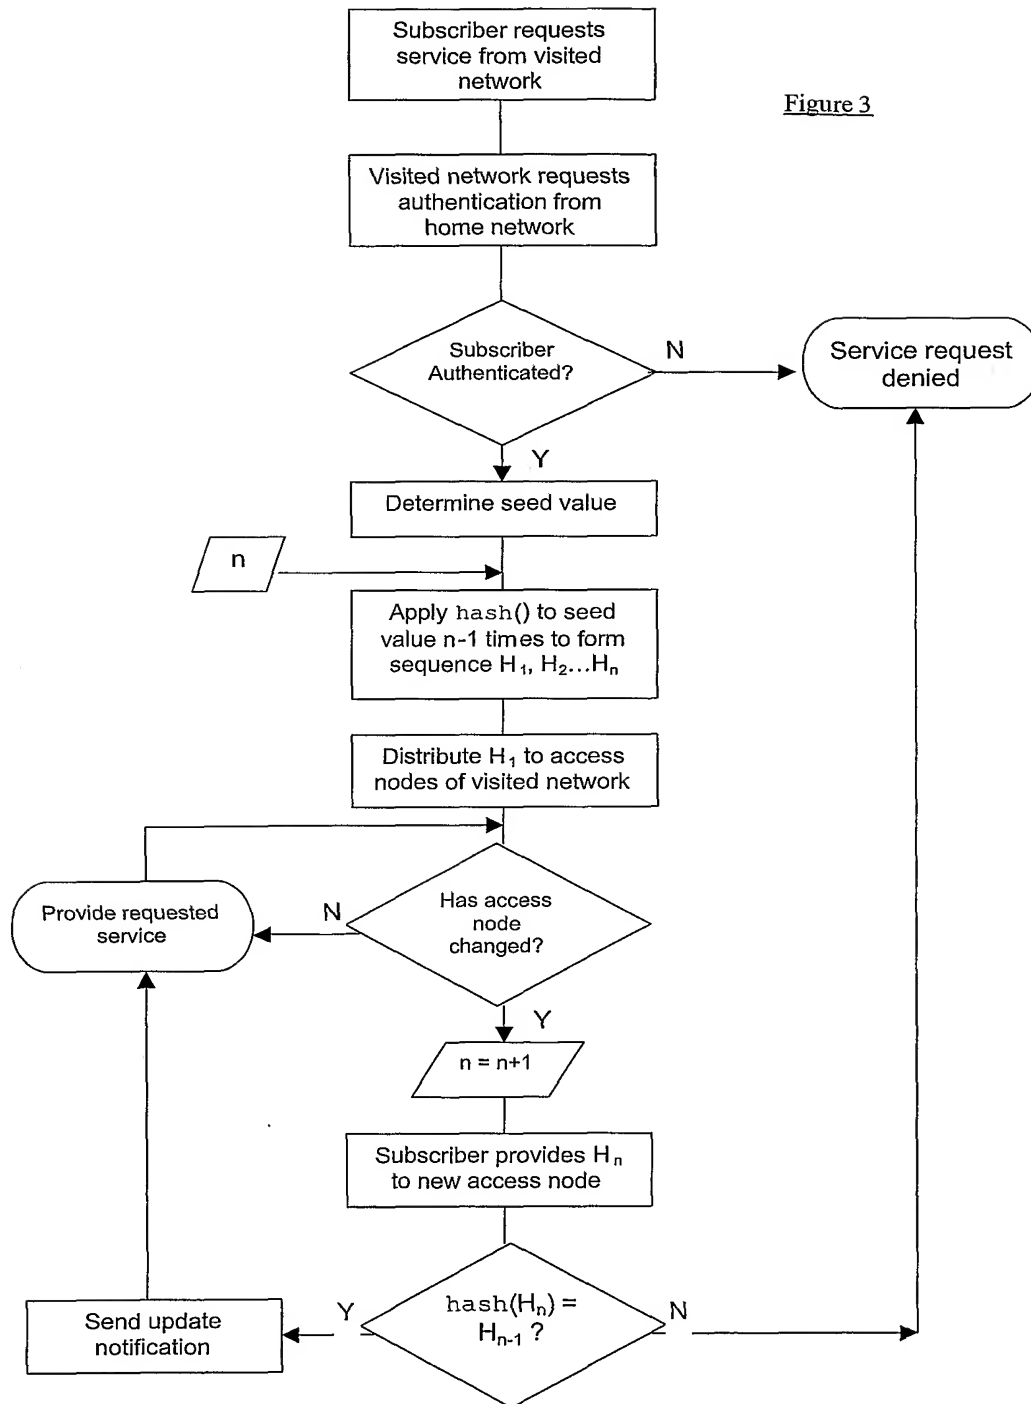 Subscriber requests
service from visited
network
Figure 3
Visited network requests
authentication from
home network
Subscriber
Authenticated?
N
Service request
denied
Y
Determine seed value
n
Apply hash() to seed
value n-1 times to form
sequence H₁, H₂...Hₙ
Distribute H₁ to access
nodes of visited network
Has access
node
changed?
N
Provide requested
service
Y
n = n+1
Subscriber provides Hₙ
to new access node
hash(Hₙ) =
Hₙ₋₁ ?
Y
N
Send update
notification